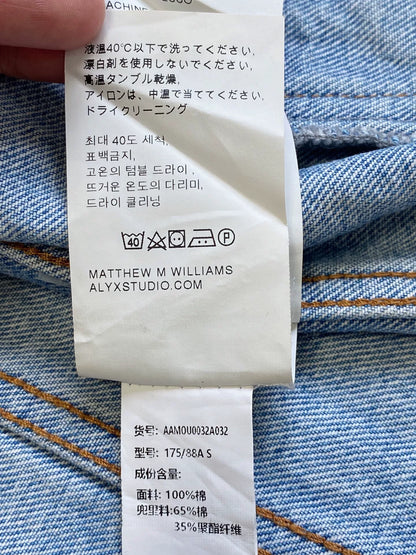 MACHINE
液温40℃以下で洗ってください,
漂白剤を使用しないでください,
高温タンブル乾燥,
アイロンは、中温で当ててください,
ドライクリーニング
최대 40도 세척,
표백금지,
고온의 텀블 드라이,
뜨거운 온도의 다리미,
드라이 클리닝
40 P
MATTHEW M WILLIAMS
ALYXSTUDIO.COM
货号: AAMOU0032A032
型号: 175/88A S
成份含量:
面料: 100%棉
兜里料:65%棉
35%聚酯纤维